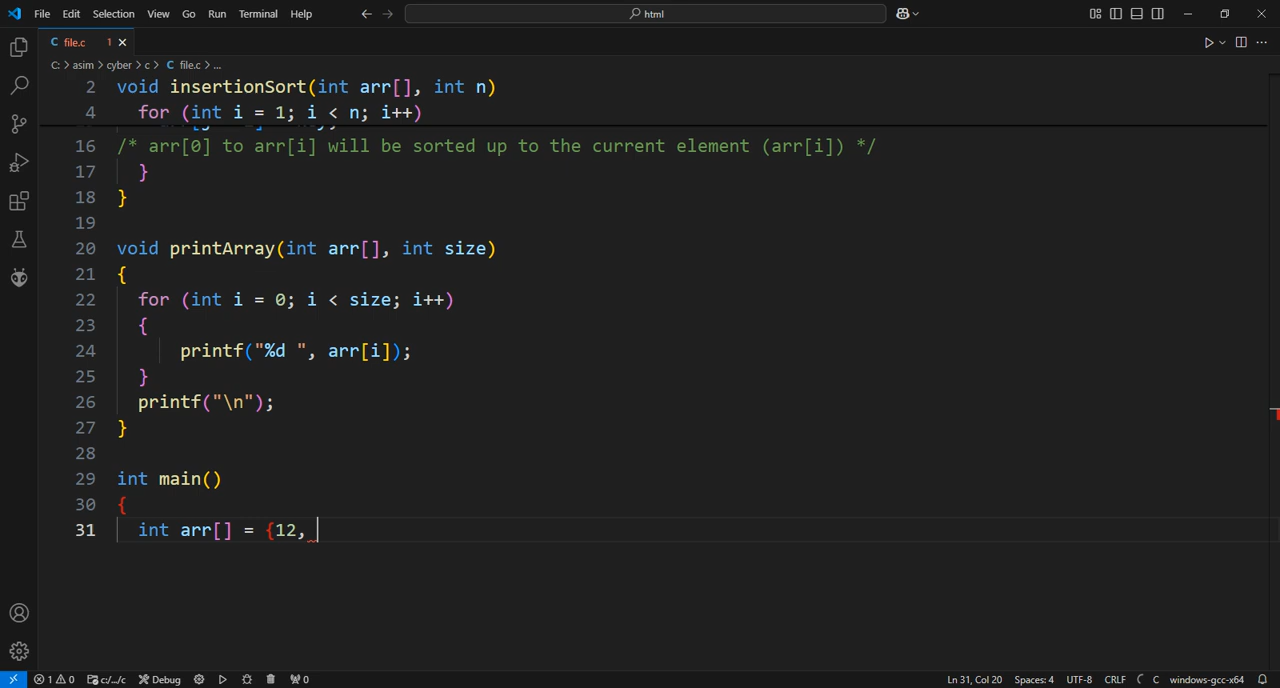 File Edit Selection View Go Run Terminal Help
html
file.c 1
C: > asim > cyber > c > C file.c > ...
2 void insertionSort(int arr[], int n)
4 for (int i = 1; i < n; i++)
16 /* arr[0] to arr[i] will be sorted up to the current element (arr[i]) */
17 }
18 }
19
20 void printArray(int arr[], int size)
21 {
22 for (int i = 0; i < size; i++)
23 {
24 printf("%d ", arr[i]);
25 }
26 printf("\n");
27 }
28
29 int main()
30 {
31 int arr[] = {12,
1 0 c:/.../c Debug 0 Ln 31, Col 20 Spaces: 4 UTF-8 CRLF C windows-gcc-x64